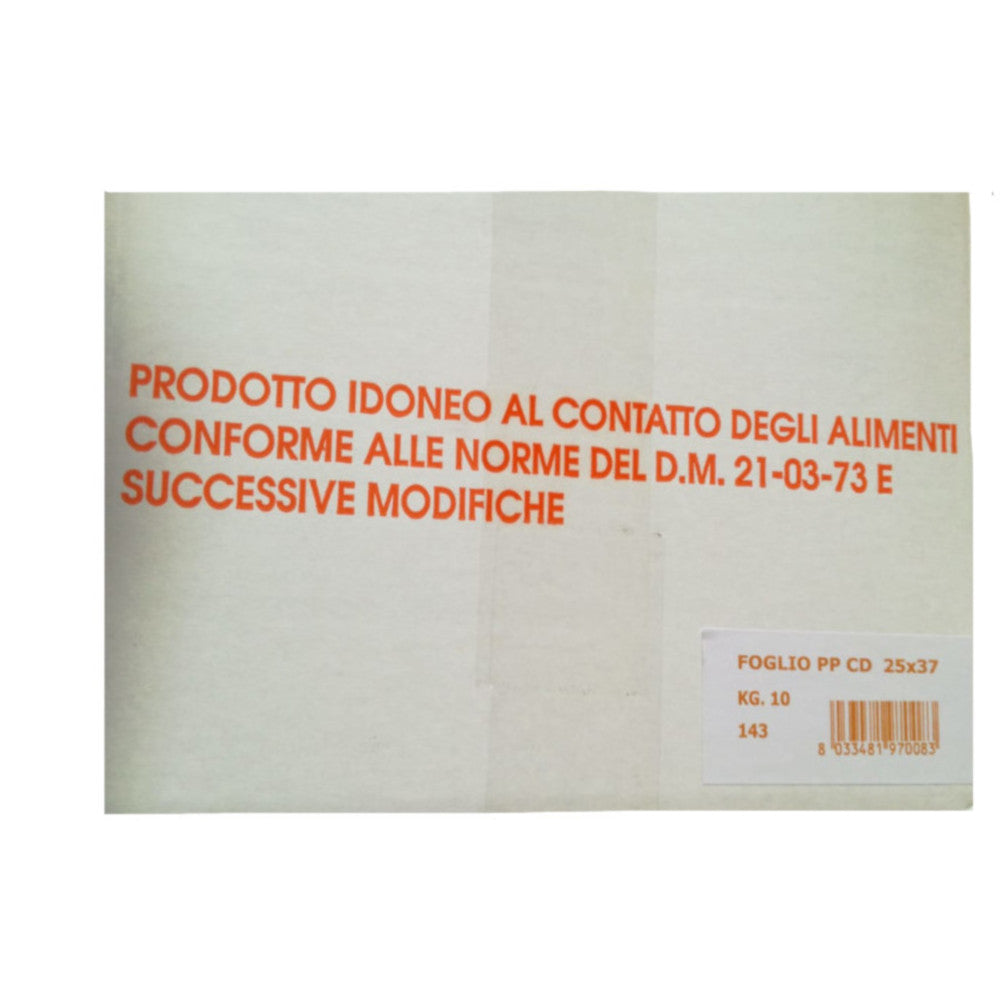 PRODOTTO IDONEO AL CONTATTO DEGLI ALIMENTI
CONFORME ALLE NORME DEL D.M. 21-03-73 E
SUCCESSIVE MODIFICHE
FOGLIO PP CD 25x37
KG. 10
143
8 033481 970083